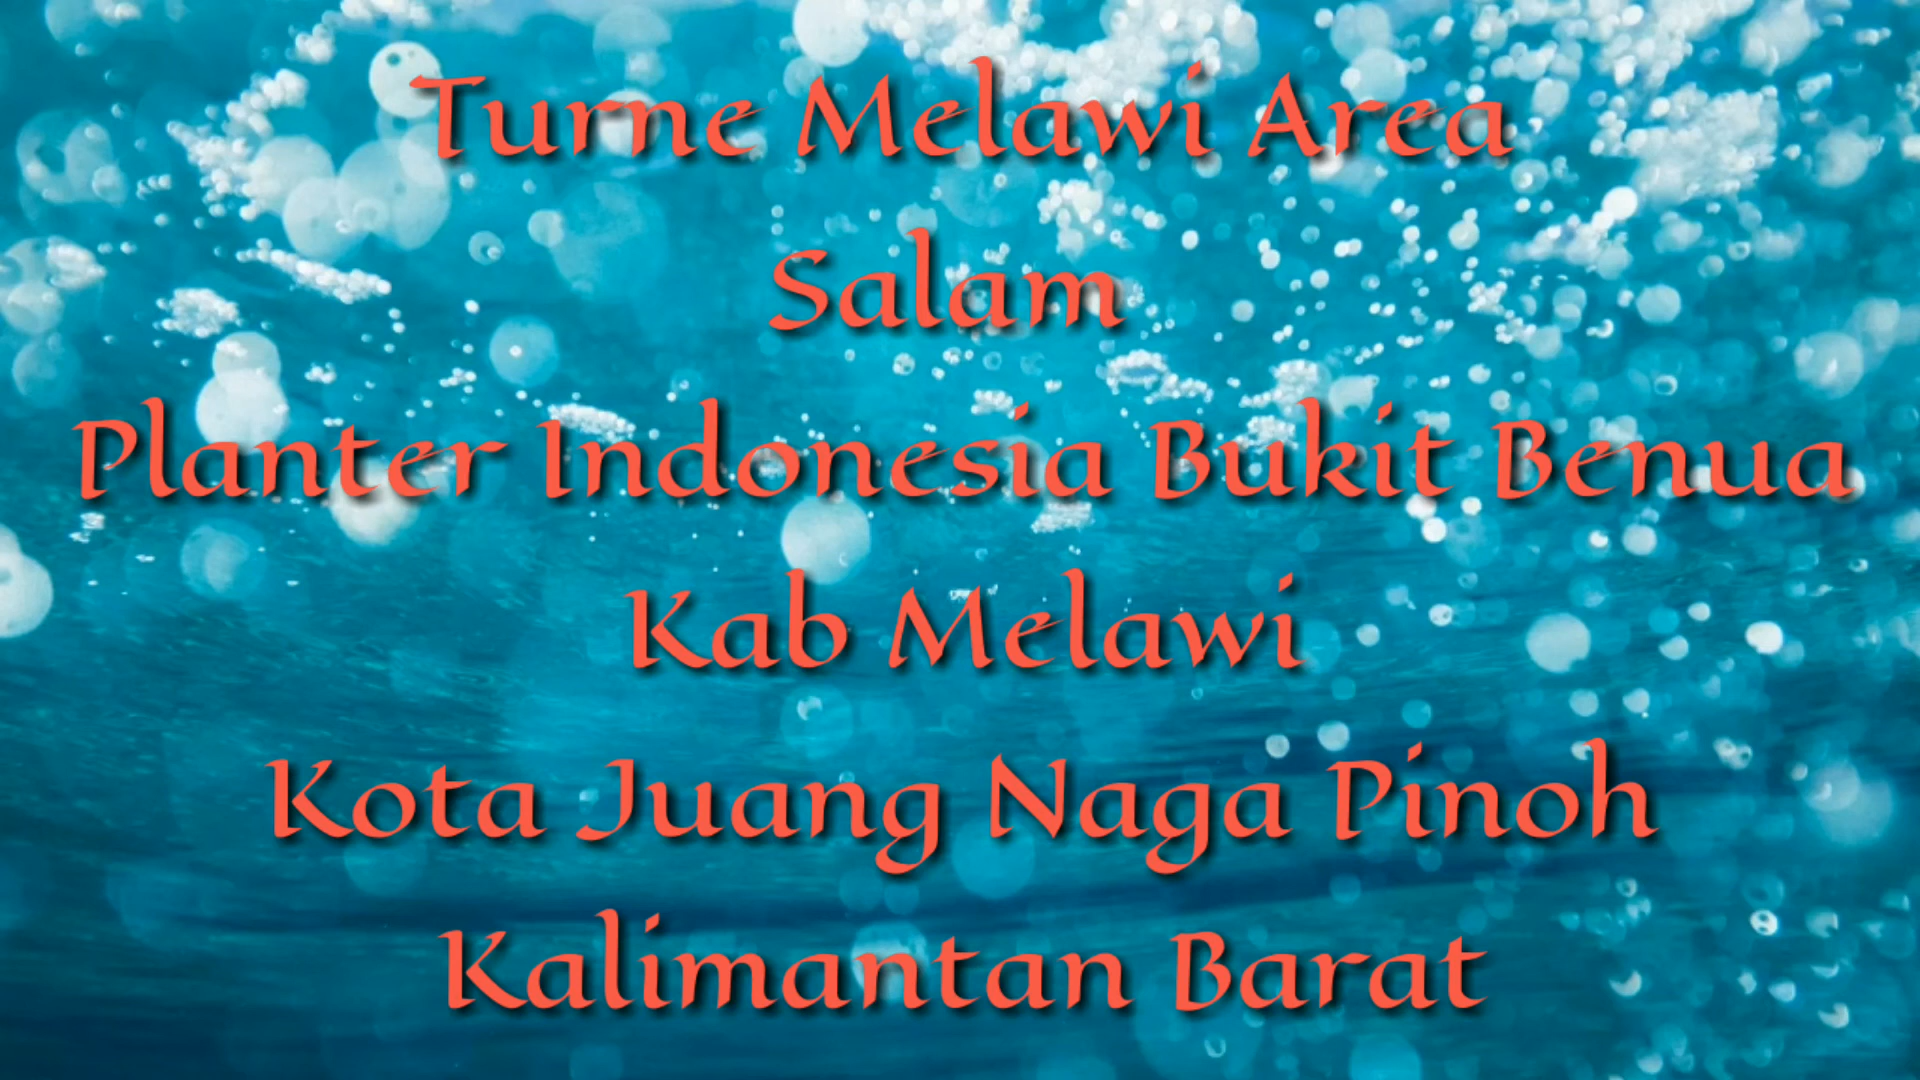 Turne Melawi Area
Salam
Planter Indonesia Bukit Benua
Kab Melawi
Kota Juang Naga Pinoh
Kalimantan Barat